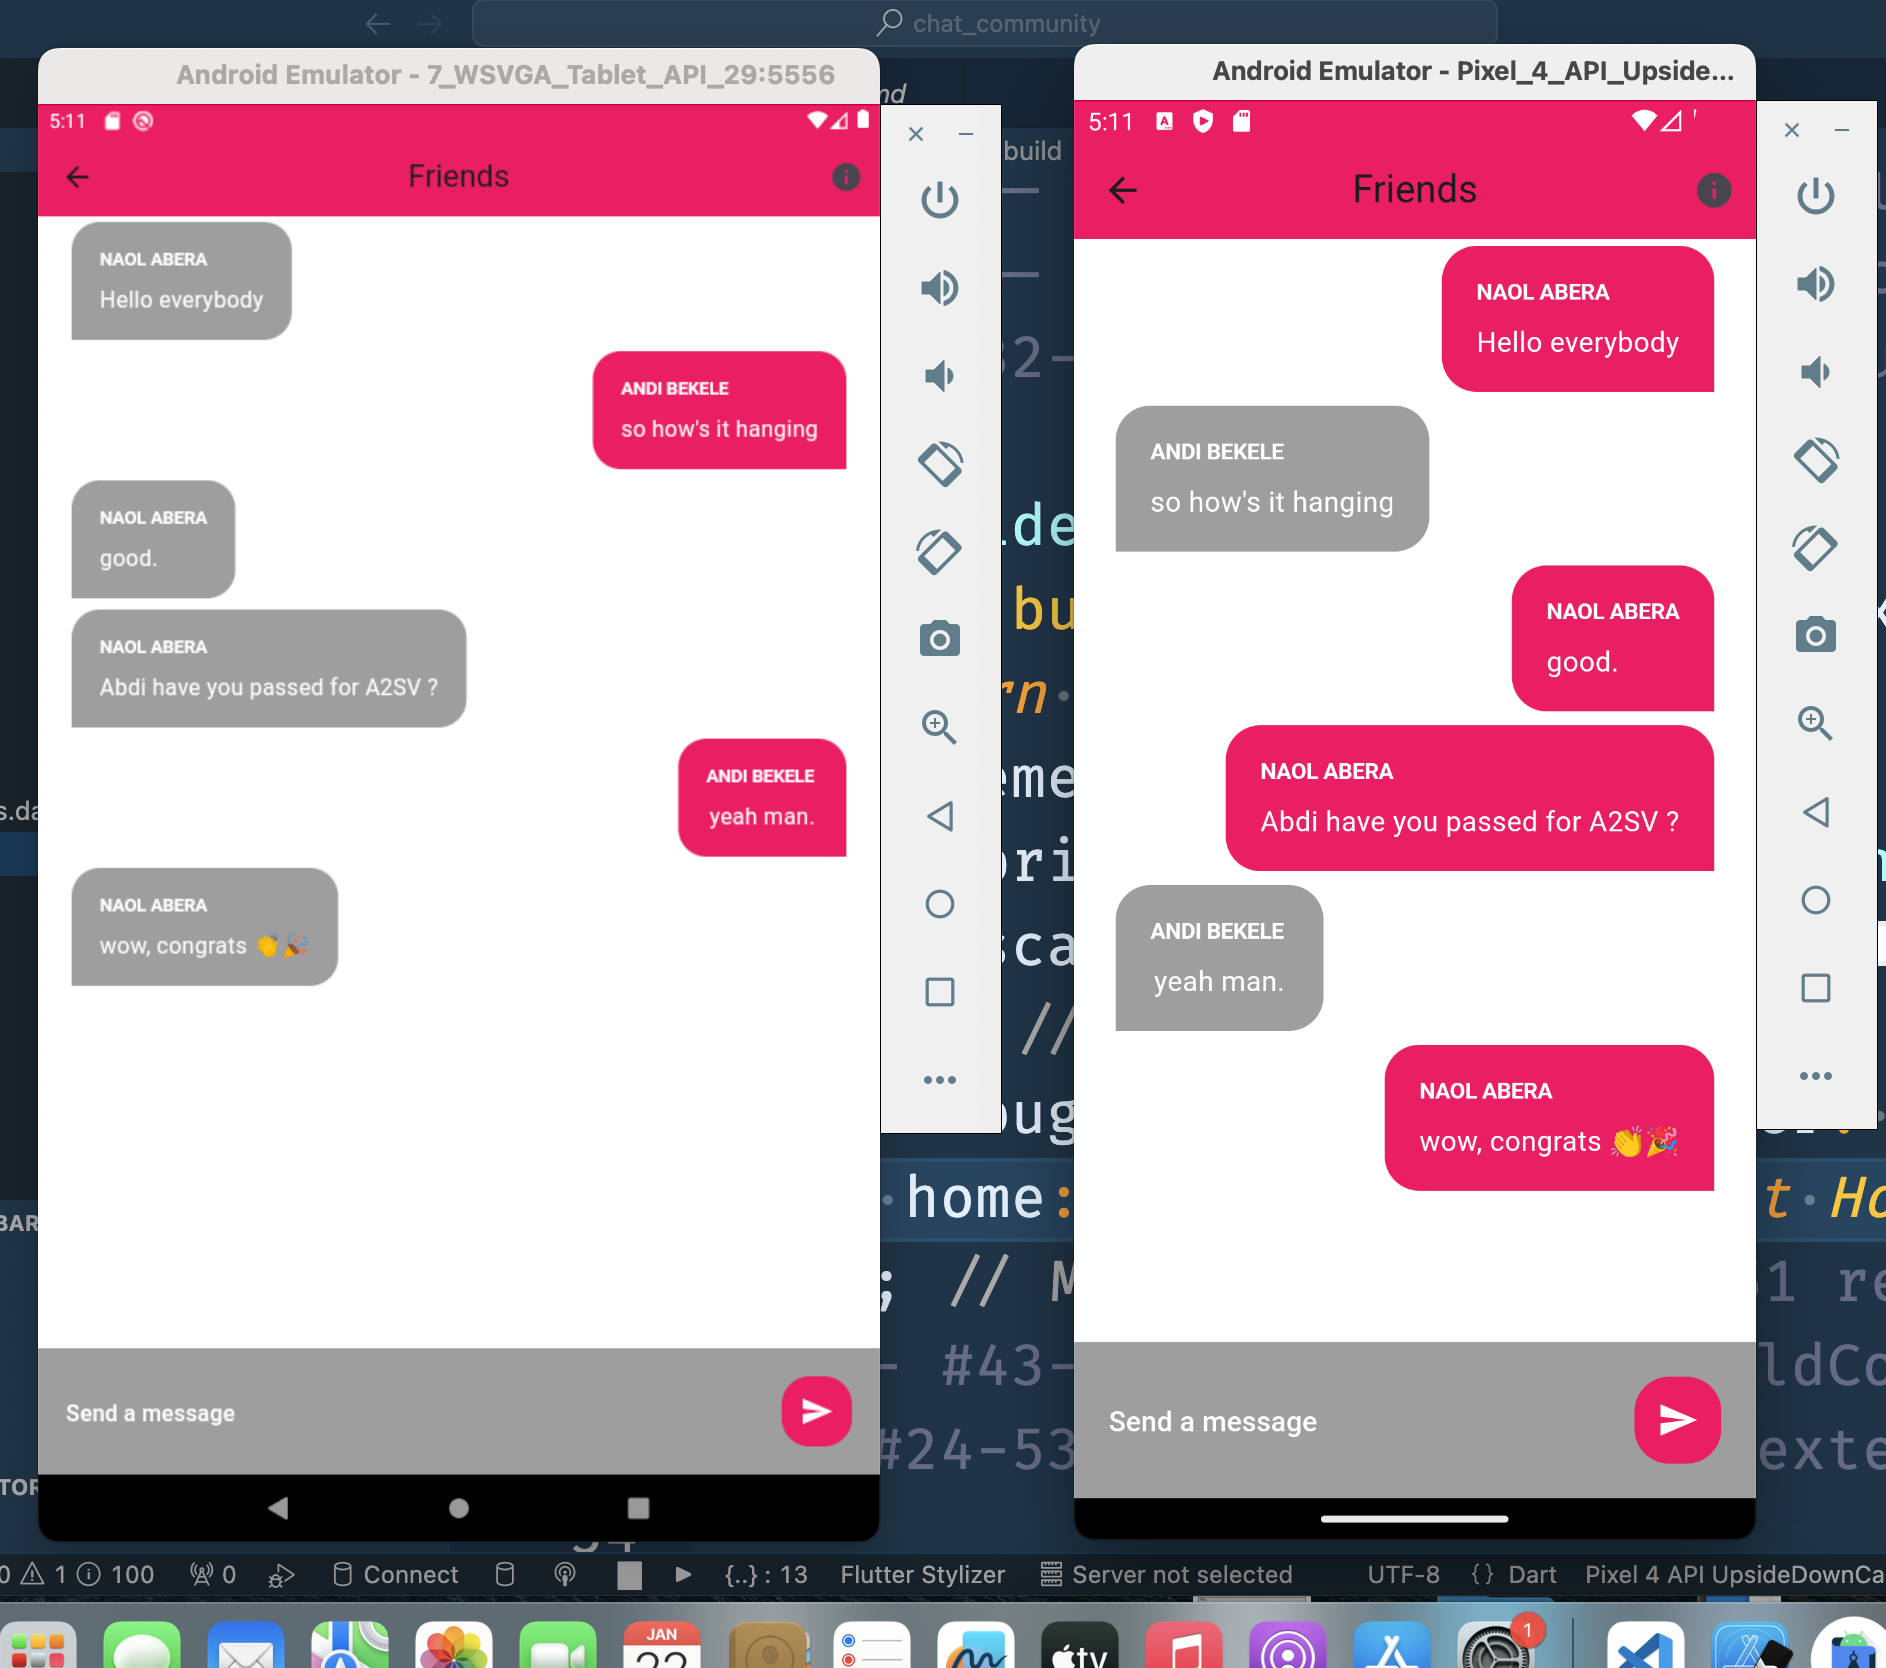 chat_community
Android Emulator - 7_WSVGA_Tablet_API_29:5556
5:11
Friends
NAOL ABERA
Hello everybody
ANDI BEKELE
so how's it hanging
NAOL ABERA
good.
NAOL ABERA
Abdi have you passed for A2SV ?
ANDI BEKELE
yeah man.
NAOL ABERA
wow, congrats 👏🎉
Send a message
Android Emulator - Pixel_4_API_Upside...
5:11
Friends
NAOL ABERA
Hello everybody
ANDI BEKELE
so how's it hanging
NAOL ABERA
good.
NAOL ABERA
Abdi have you passed for A2SV ?
ANDI BEKELE
yeah man.
NAOL ABERA
wow, congrats 👏🎉
Send a message
build
home:
; //
#43-
#24-53
0 1 100 0 Connect {..} : 13 Flutter Stylizer Server not selected UTF-8 {} Dart Pixel 4 API UpsideDownCa
JAN
22
tv
1